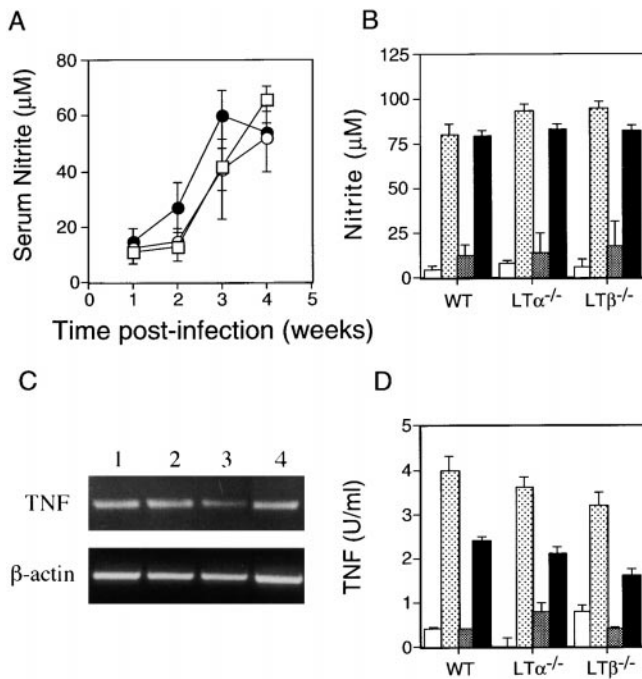 A
Serum Nitrite (μM)
80
60
40
20
0
0 1 2 3 4 5
Time post-infection (weeks)
B
Nitrite (μM)
125
100
75
50
25
0
WT LTα-/- LTβ-/-
C
1 2 3 4
TNF
β-actin
D
TNF (U/ml)
5
4
3
2
1
0
WT LTα-/- LTβ-/-